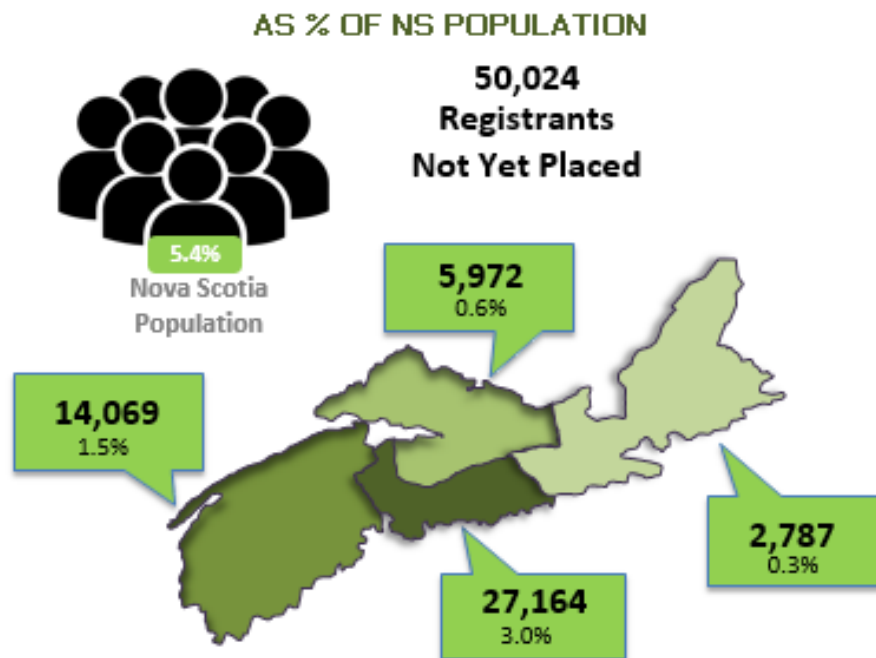 AS % OF NS POPULATION
50,024
Registrants
Not Yet Placed
5.4%
Nova Scotia
Population
5,972
0.6%
14,069
1.5%
2,787
0.3%
27,164
3.0%